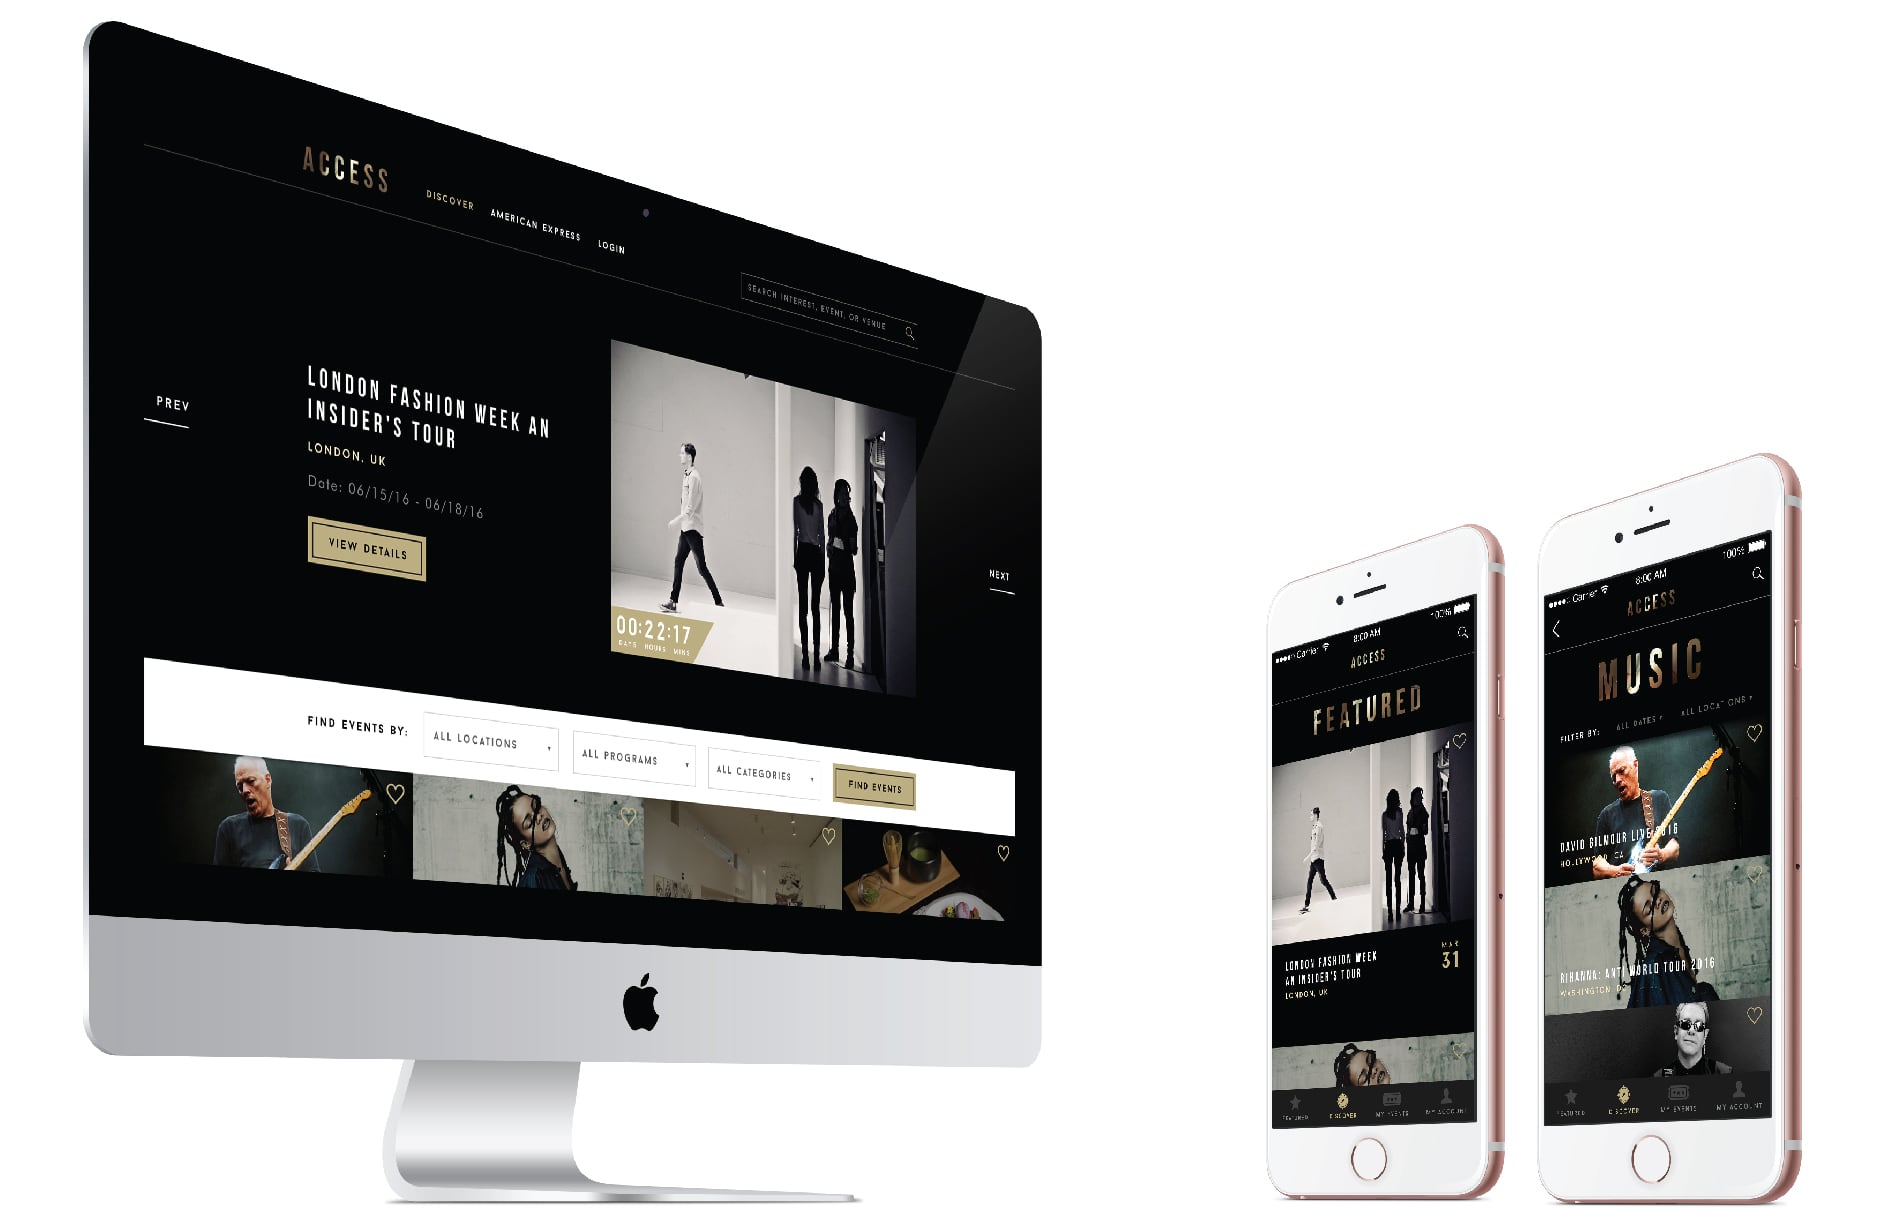 ACCESS
DISCOVER
AMERICAN EXPRESS
LOGIN
SEARCH INTEREST, EVENT, OR VENUE
PREV
LONDON FASHION WEEK AN
INSIDER'S TOUR
LONDON, UK
Date: 06/15/16 - 06/18/16
VIEW DETAILS
00:22:17
DAYS HOURS MINS
NEXT
FIND EVENTS BY:
ALL LOCATIONS
ALL PROGRAMS
ALL CATEGORIES
FIND EVENTS
Carrier
8:00 AM
100%
ACCESS
FEATURED
LONDON FASHION WEEK
AN INSIDER'S TOUR
LONDON, UK
MAR
31
FEATURED
DISCOVER
MY EVENTS
MY ACCOUNT
Carrier
8:00 AM
100%
ACCESS
MUSIC
FILTER BY:
ALL DATES
ALL LOCATIONS
DAVID GILMOUR LIVE 2016
HOLLYWOOD, CA
RIHANNA: ANTI WORLD TOUR 2016
WASHINGTON, DC
FEATURED
DISCOVER
MY EVENTS
MY ACCOUNT